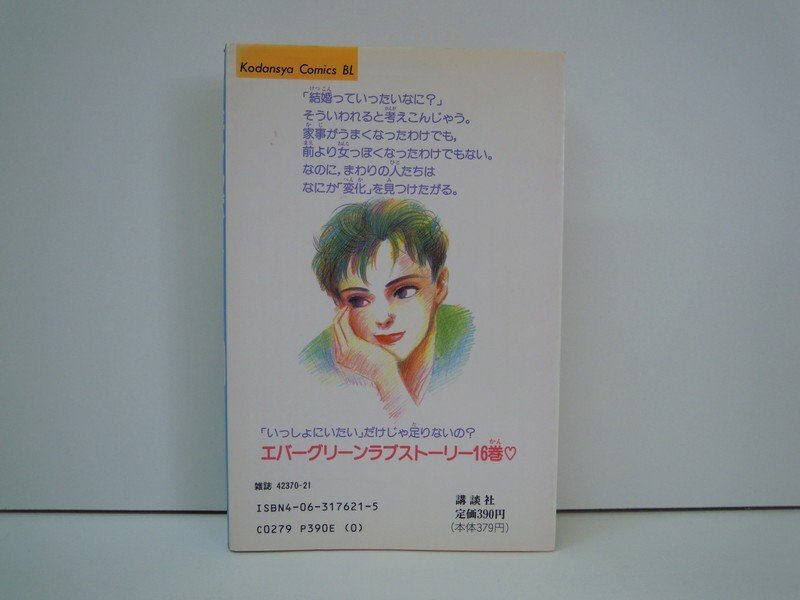 Kodansya Comics BL
「結婚っていったいなに？」
そういわれると考えこんじゃう。
家事がうまくなったわけでも,
前より女っぽくなったわけでもない。
なのに,まわりの人たちは
なにか「変化」を見つけたがる。
「いっしょにいたい」だけじゃ足りないの？
エバーグリーンラブストーリー16巻♡
雑誌 42370-21
ISBN4-06-317621-5
C0279 P390E (0)
講談社
定価390円
(本体379円)